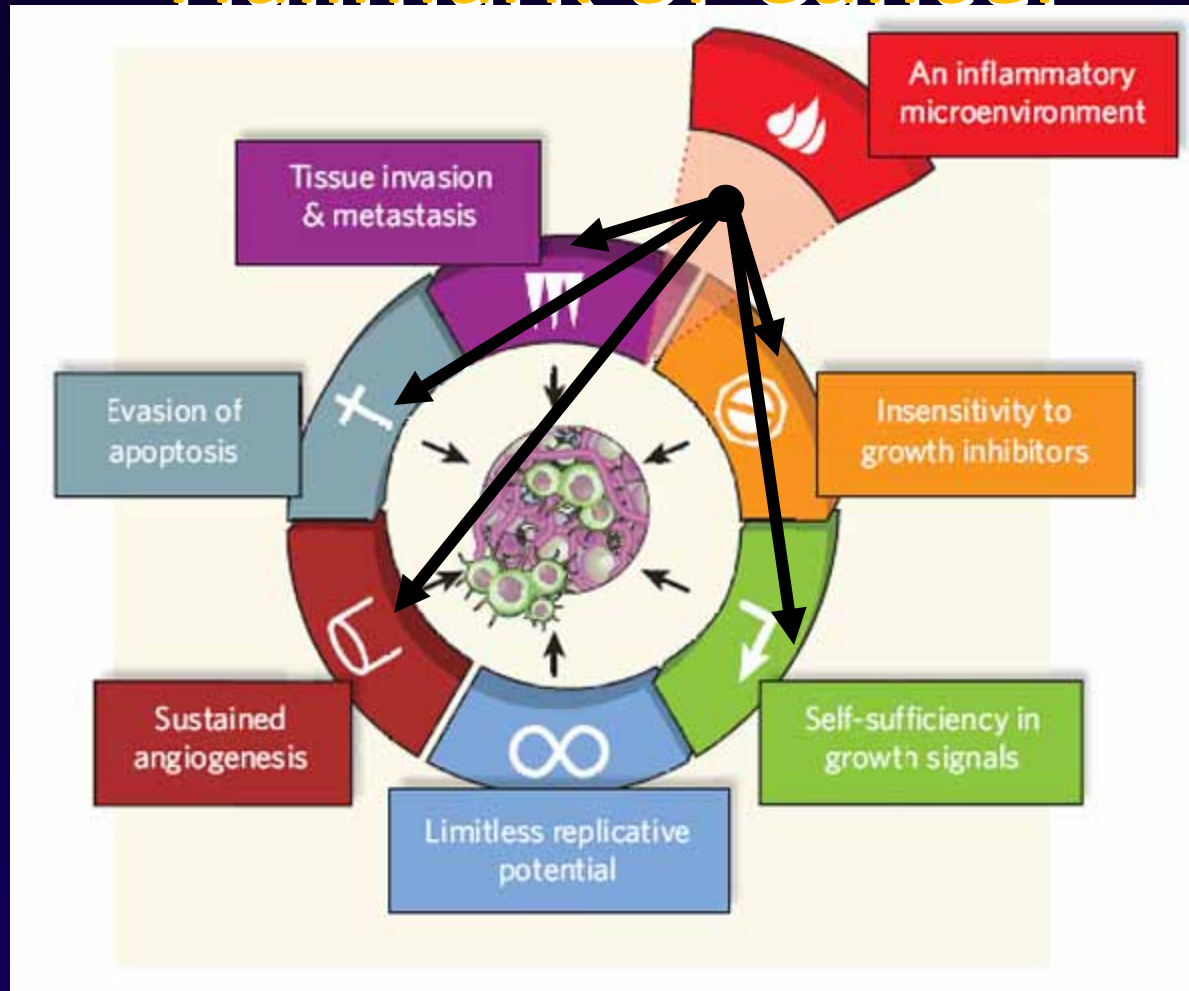 An inflammatory
microenvironment
Tissue invasion
& metastasis
Evasion of
apoptosis
Insensitivity to
growth inhibitors
Sustained
angiogenesis
Self-sufficiency in
growth signals
Limitless replicative
potential